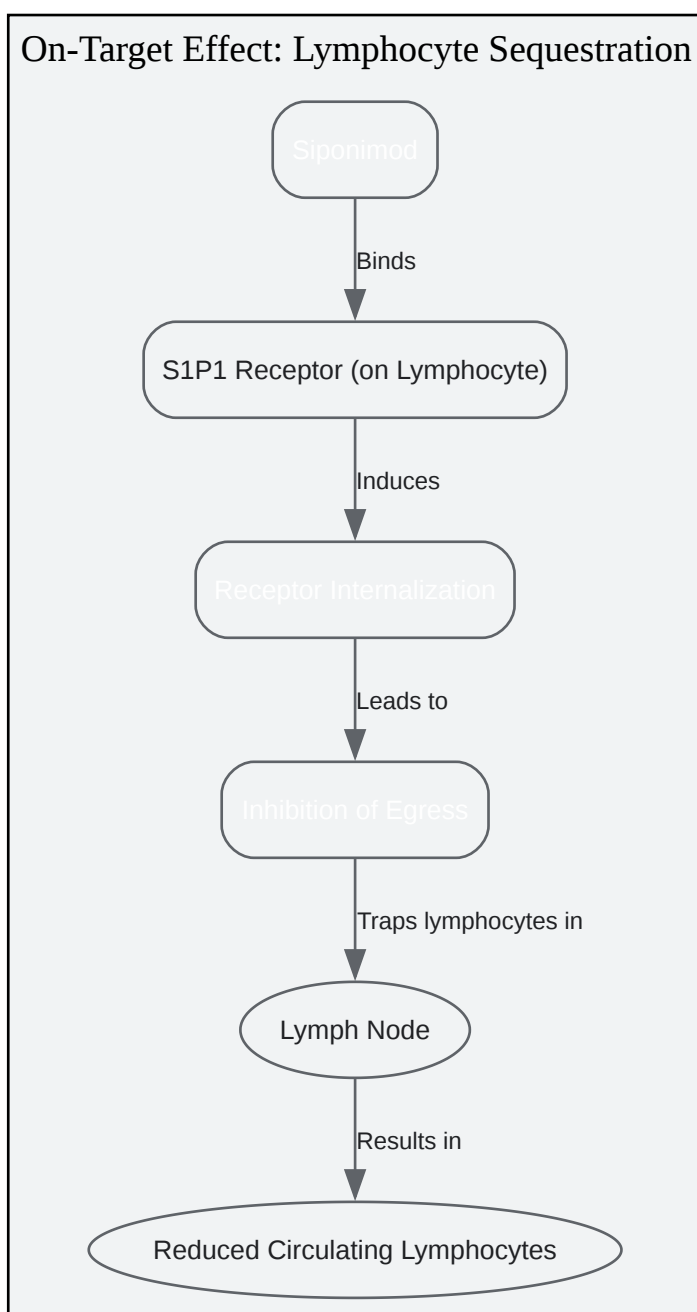 On-Target Effect: Lymphocyte Sequestration
Siponimod
Binds
S1P1 Receptor (on Lymphocyte)
Induces
Receptor Internalization
Leads to
Inhibition of Egress
Traps lymphocytes in
Lymph Node
Results in
Reduced Circulating Lymphocytes